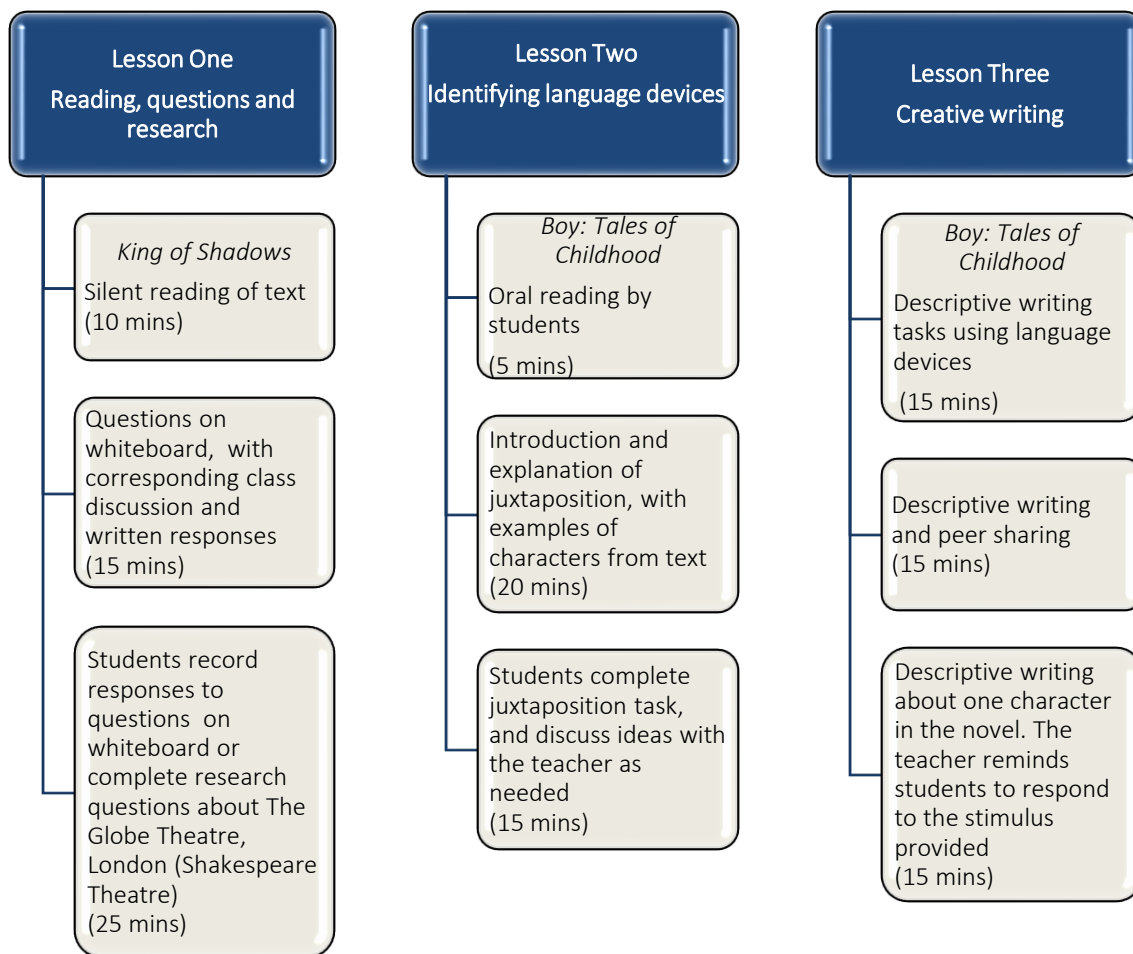 Lesson One
Reading, questions and
research
King of Shadows
Silent reading of text
(10 mins)
Questions on
whiteboard,  with
corresponding class
discussion and
written responses
(15 mins)
Students record
responses to
questions  on
whiteboard or
complete research
questions about The
Globe Theatre,
London (Shakespeare
Theatre)
(25 mins)
Lesson Two
Identifying language devices
Boy: Tales of
Childhood
Oral reading by
students
(5 mins)
Introduction and
explanation of
juxtaposition, with
examples of
characters from text
(20 mins)
Students complete
juxtaposition task,
and discuss ideas with
the teacher as
needed
(15 mins)
Lesson Three
Creative writing
Boy: Tales of
Childhood
Descriptive writing
tasks using language
devices
(15 mins)
Descriptive writing
and peer sharing
(15 mins)
Descriptive writing
about one character
in the novel. The
teacher reminds
students to respond
to the stimulus
provided
(15 mins)